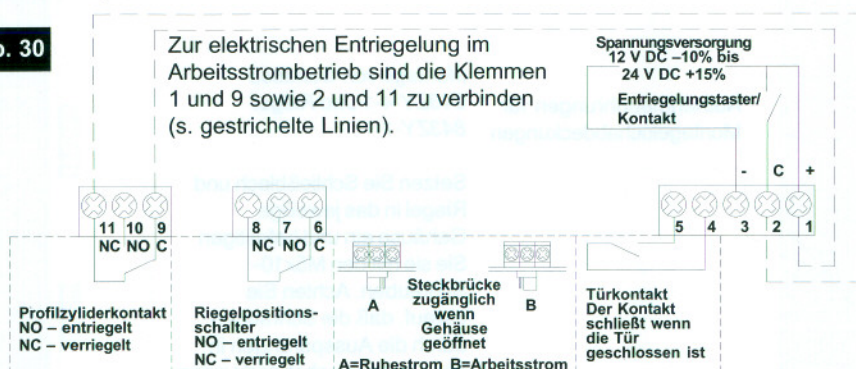 . 30
Zur elektrischen Entriegelung im
Arbeitsstrombetrieb sind die Klemmen
1 und 9 sowie 2 und 11 zu verbinden
(s. gestrichelte Linien).
Spannungsversorgung
12 V DC –10% bis
24 V DC +15%
Entriegelungstaster/
Kontakt
- C +
11 10 9
NC NO C
8 7 6
NC NO C
5 4 3 2 1
Profilzyliderkontakt
NO – entriegelt
NC – verriegelt
Riegelpositions-
schalter
NO – entriegelt
NC – verriegelt
A
Steckbrücke
zugänglich
wenn
Gehäuse
geöffnet
B
A=Ruhestrom B=Arbeitsstrom
Türkontakt
Der Kontakt
schließt wenn
die Tür
geschlossen ist